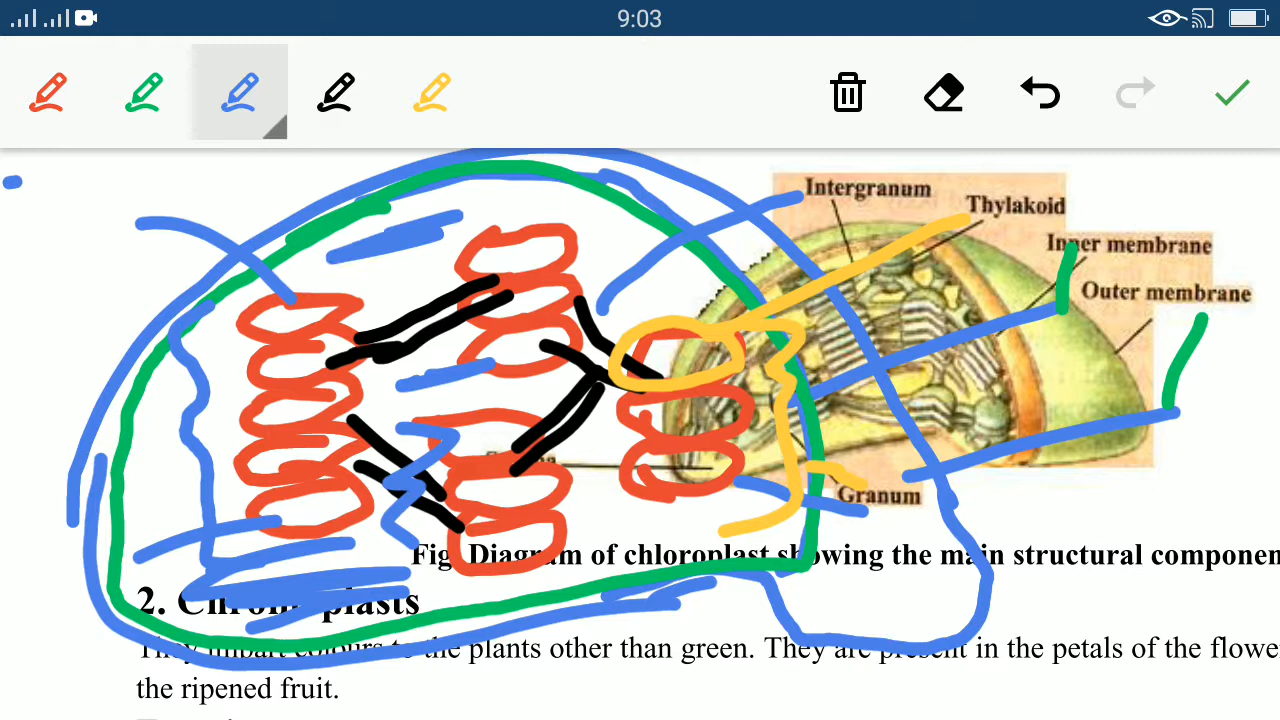 9:03
Intergranum
Thylakoid
Inner membrane
Outer membrane
Granum
Fig. Diagram of chloroplast showing the main structural componen
2. Chromoplasts
They impart colours to the plants other than green. They are present in the petals of the flowe
the ripened fruit.